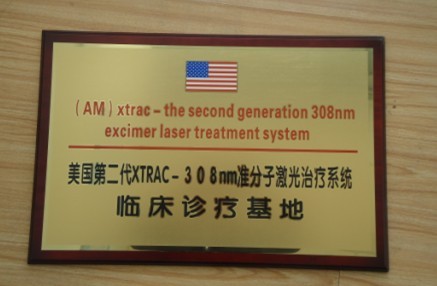 (AM) xtrac-the second generation 308nm
excimer laser treatment system
美国第二代XTRAC-308nm准分子激光治疗系统
临床诊疗基地